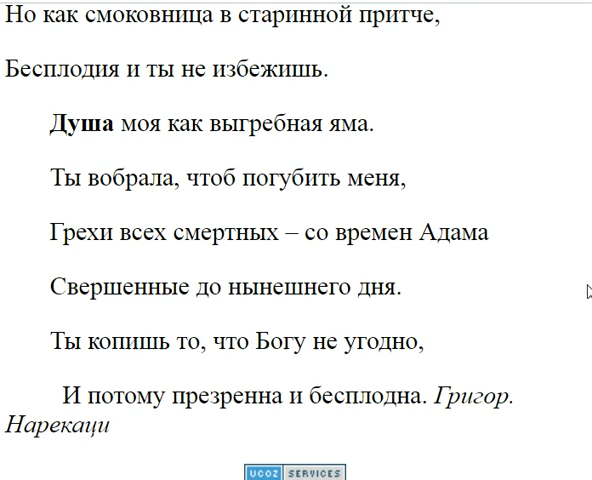 Но как смоковница в старинной притче,
Бесплодия и ты не избежишь.
Душа моя как выгребная яма.
Ты вобрала, чтоб погубить меня,
Грехи всех смертных – со времен Адама
Свершенные до нынешнего дня.
Ты копишь то, что Богу не угодно,
И потому презренна и бесплодна. Григор.
Нарекаци
UCOZ SERVICES